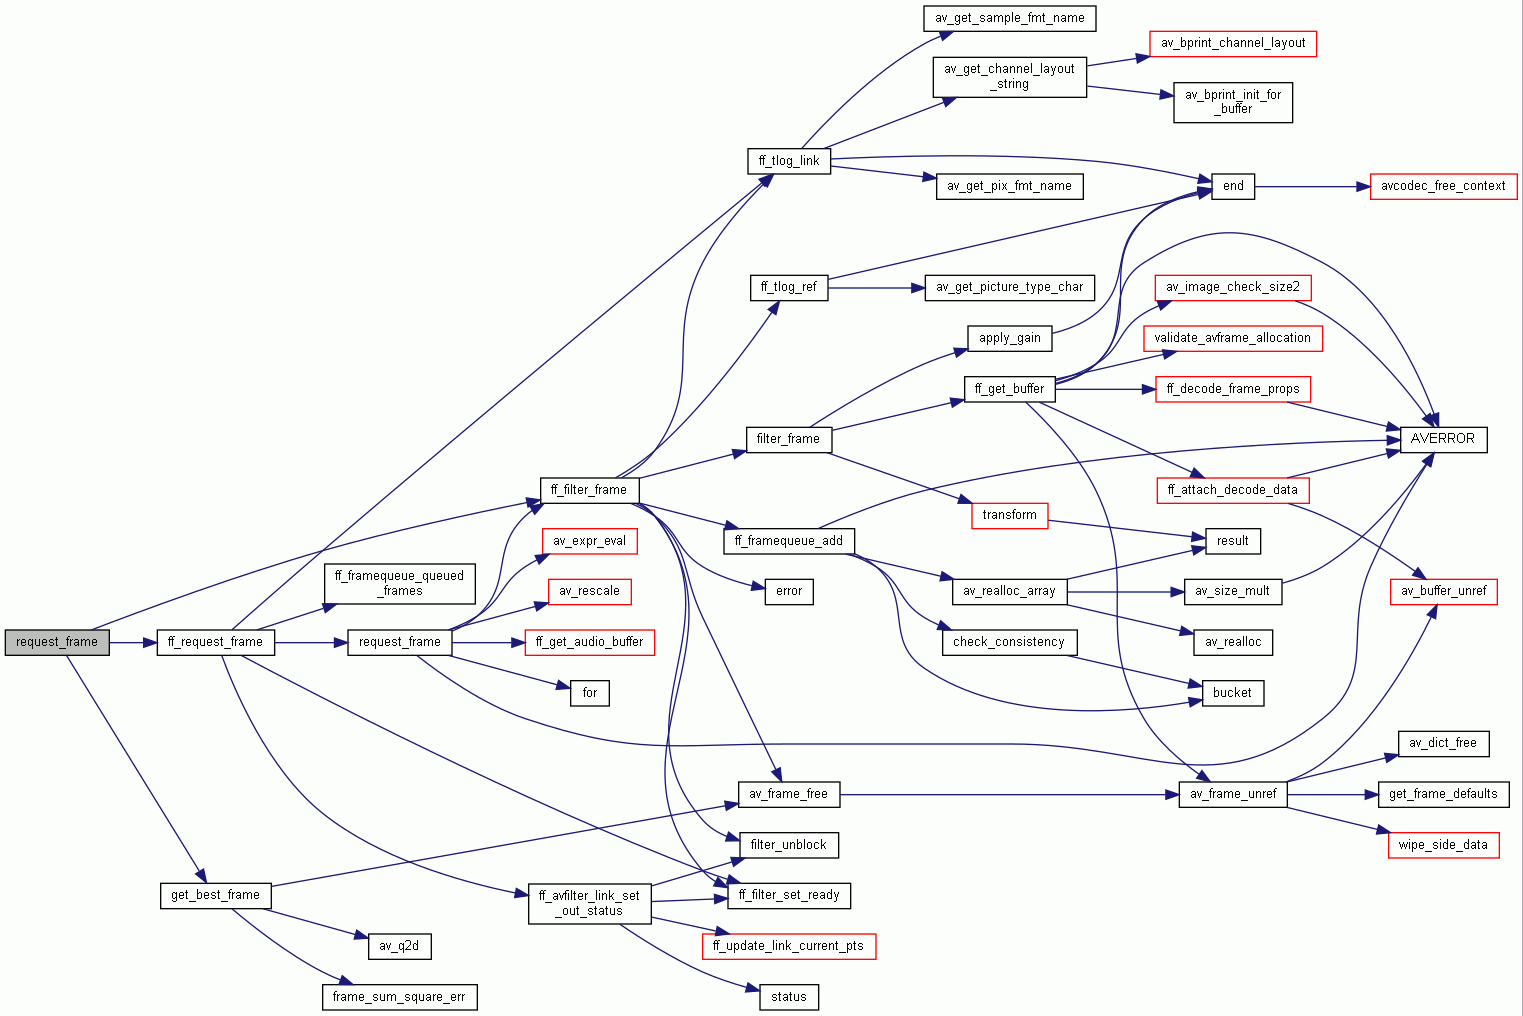 av_get_sample_fmt_name
av_bprint_channel_layout
av_get_channel_layout
_string
av_bprint_init_for
_buffer
ff_tlog_link
av_get_pix_fmt_name
end
avcodec_free_context
ff_tlog_ref
av_get_picture_type_char
av_image_check_size2
apply_gain
validate_avframe_allocation
ff_get_buffer
ff_decode_frame_props
filter_frame
AVERROR
ff_filter_frame
ff_attach_decode_data
transform
av_expr_eval
ff_framequeue_add
result
ff_framequeue_queued
_frames
av_rescale
error
av_realloc_array
av_size_mult
av_buffer_unref
request_frame
ff_request_frame
request_frame
ff_get_audio_buffer
check_consistency
av_realloc
for
bucket
av_dict_free
av_frame_free
av_frame_unref
get_frame_defaults
filter_unblock
wipe_side_data
get_best_frame
ff_avfilter_link_set
_out_status
ff_filter_set_ready
av_q2d
ff_update_link_current_pts
frame_sum_square_err
status